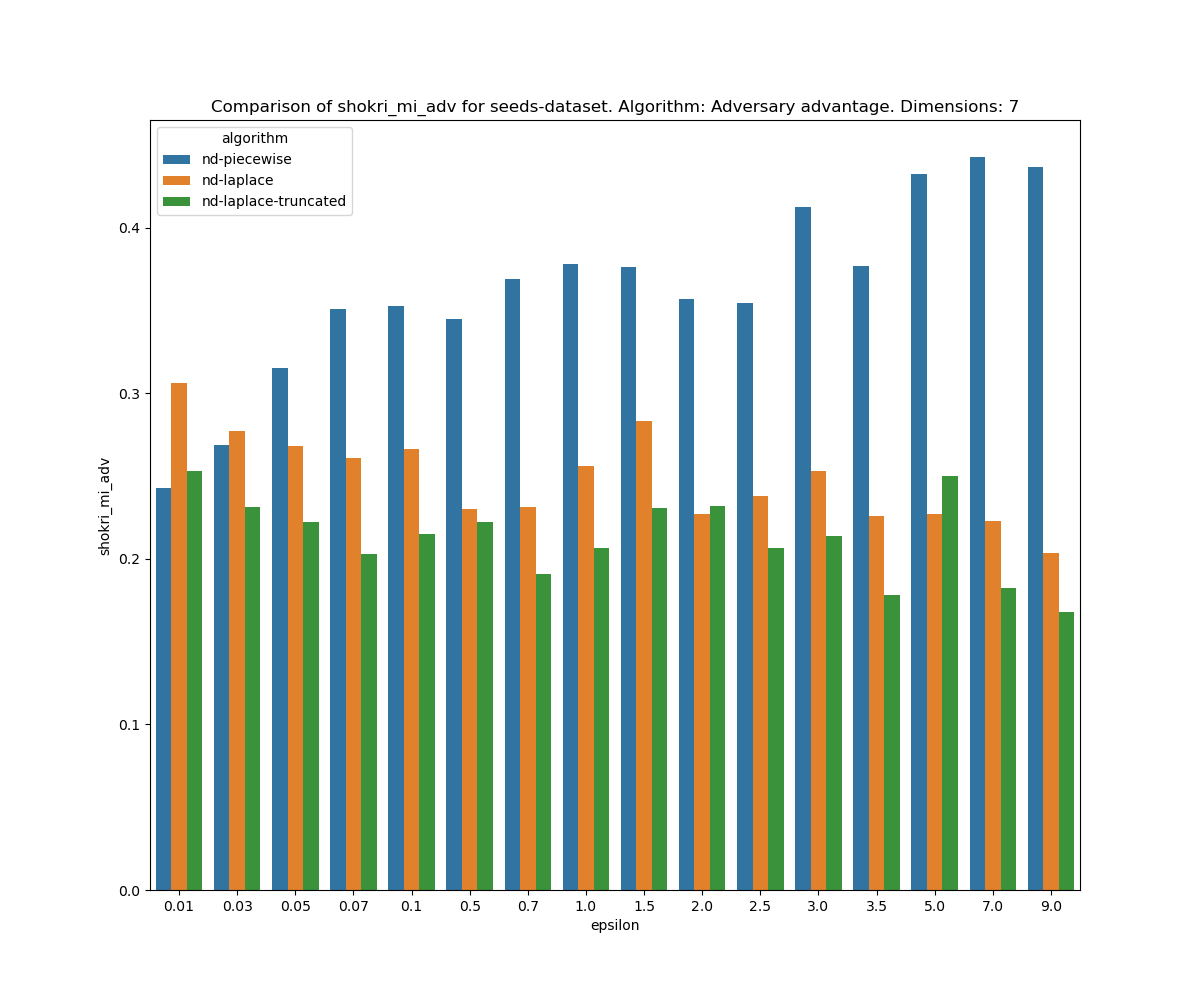 Comparison of shokri_mi_adv for seeds-dataset. Algorithm: Adversary advantage. Dimensions: 7
algorithm
nd-piecewise
nd-laplace
nd-laplace-truncated
shokri_mi_adv
0.4
0.3
0.2
0.1
0.0
0.01 0.03 0.05 0.07 0.1 0.5 0.7 1.0 1.5 2.0 2.5 3.0 3.5 5.0 7.0 9.0
epsilon